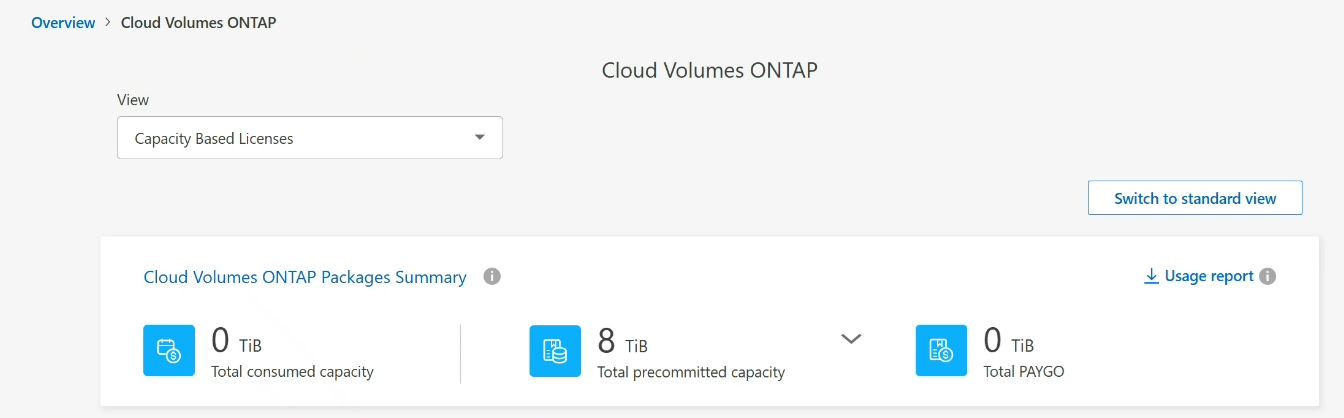 Overview > Cloud Volumes ONTAP
Cloud Volumes ONTAP
View
Capacity Based Licenses
Switch to standard view
Cloud Volumes ONTAP Packages Summary
Usage report
0 TiB
Total consumed capacity
8 TiB
Total precommitted capacity
0 TiB
Total PAYGO